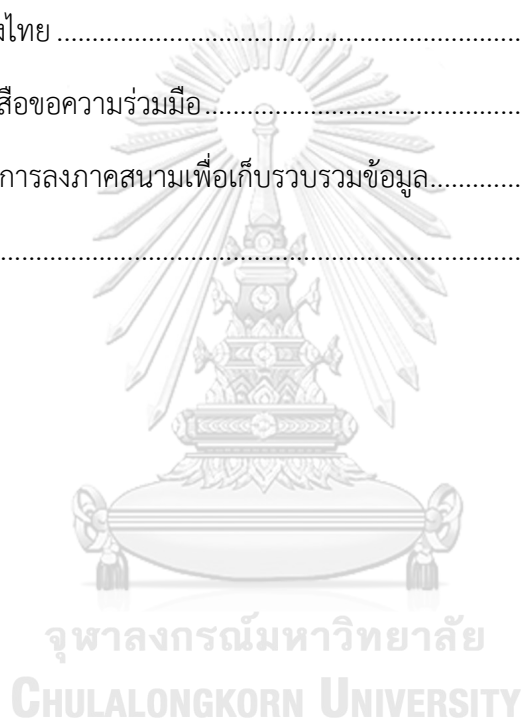 งไทย ......................................................................................
สือขอความร่วมมือ..........................................................
การลงภาคสนามเพื่อเก็บรวบรวมข้อมูล.............
..............................................................................................
จุฬาลงกรณ์มหาวิทยาลัย
CHULALONGKORN UNIVERSITY